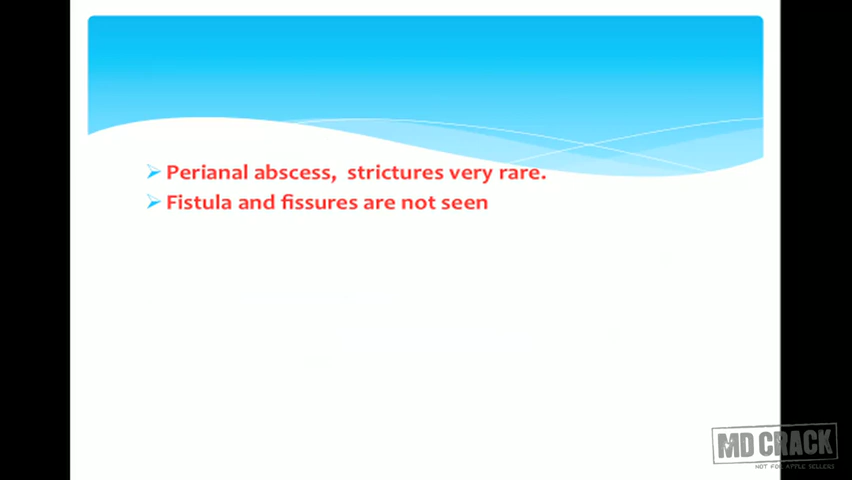 Perianal abscess, strictures very rare.
Fistula and fissures are not seen
MD CRACK
NOT FOR APPLE SELLERS